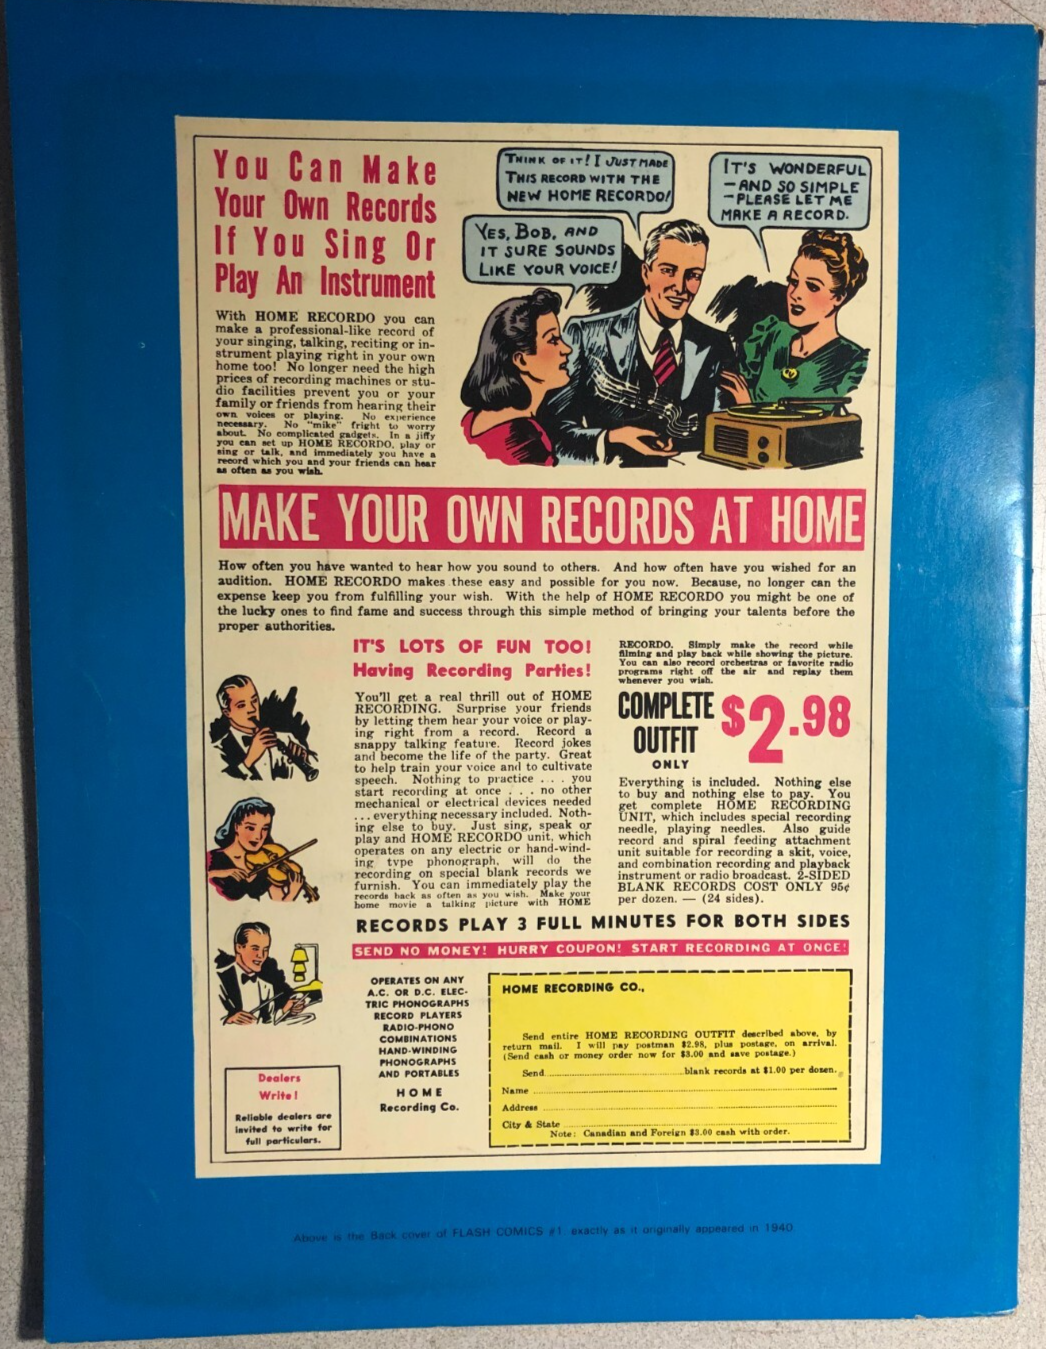 You Can Make
Your Own Records
If You Sing Or
Play An Instrument
THINK OF IT! I JUST MADE
THIS RECORD WITH THE
NEW HOME RECORDO!
IT'S WONDERFUL
—AND SO SIMPLE
—PLEASE LET ME
MAKE A RECORD.
YES, BOB, AND
IT SURE SOUNDS
LIKE YOUR VOICE!
With HOME RECORDO you can
make a professional-like record of
your singing, talking, reciting or in-
strument playing right in your own
home too! No longer need the high
prices of recording machines or stu-
dio facilities prevent you or your
family or friends from hearing their
own voices or playing. No experience
necessary. No "mike" fright to worry
about. No complicated gadgets. In a jiffy
you can set up HOME RECORDO, play or
sing or talk, and immediately you have a
record which you and your friends can hear
as often as you wish.
MAKE YOUR OWN RECORDS AT HOME
How often you have wanted to hear how you sound to others. And how often have you wished for an
audition. HOME RECORDO makes these easy and possible for you now. Because, no longer can the
expense keep you from fulfilling your wish. With the help of HOME RECORDO you might be one of
the lucky ones to find fame and success through this simple method of bringing your talents before the
proper authorities.
IT'S LOTS OF FUN TOO!
Having Recording Parties!
You'll get a real thrill out of HOME
RECORDING. Surprise your friends
by letting them hear your voice or play-
ing right from a record. Record a
snappy talking feature. Record jokes
and become the life of the party. Great
to help train your voice and to cultivate
speech. Nothing to practice . . . you
start recording at once . . . no other
mechanical or electrical devices needed
. . . everything necessary included. Noth-
ing else to buy. Just sing, speak or
play and HOME RECORDO unit, which
operates on any electric or hand-wind-
ing type phonograph, will do the
recording on special blank records we
furnish. You can immediately play the
records back as often as you wish. Make your
home movie a talking picture with HOME
RECORDO. Simply make the record while
filming and play back while showing the picture.
You can also record orchestras or favorite radio
programs right off the air and replay them
whenever you wish.
COMPLETE
OUTFIT
ONLY
$2.98
Everything is included. Nothing else
to buy and nothing else to pay. You
get complete HOME RECORDING
UNIT, which includes special recording
needle, playing needles. Also guide
record and spiral feeding attachment
unit suitable for recording a skit, voice,
and combination recording and playback
instrument or radio broadcast. 2-SIDED
BLANK RECORDS COST ONLY 95¢
per dozen. — (24 sides).
RECORDS PLAY 3 FULL MINUTES FOR BOTH SIDES
SEND NO MONEY! HURRY COUPON! START RECORDING AT ONCE!
OPERATES ON ANY
A.C. OR D.C. ELEC-
TRIC PHONOGRAPHS
RECORD PLAYERS
RADIO-PHONO
COMBINATIONS
HAND-WINDING
PHONOGRAPHS
AND PORTABLES
HOME
Recording Co.
Dealers
Write!
Reliable dealers are
invited to write for
full particulars.
HOME RECORDING CO.,
Send entire HOME RECORDING OUTFIT described above, by
return mail. I will pay postman $2.98, plus postage, on arrival.
(Send cash or money order now for $3.00 and save postage.)
Send..............................blank records at $1.00 per dozen.
Name
Address
City & State
Note: Canadian and Foreign $3.00 cash with order.
Above is the Back cover of FLASH COMICS #1 exactly as it originally appeared in 1940.